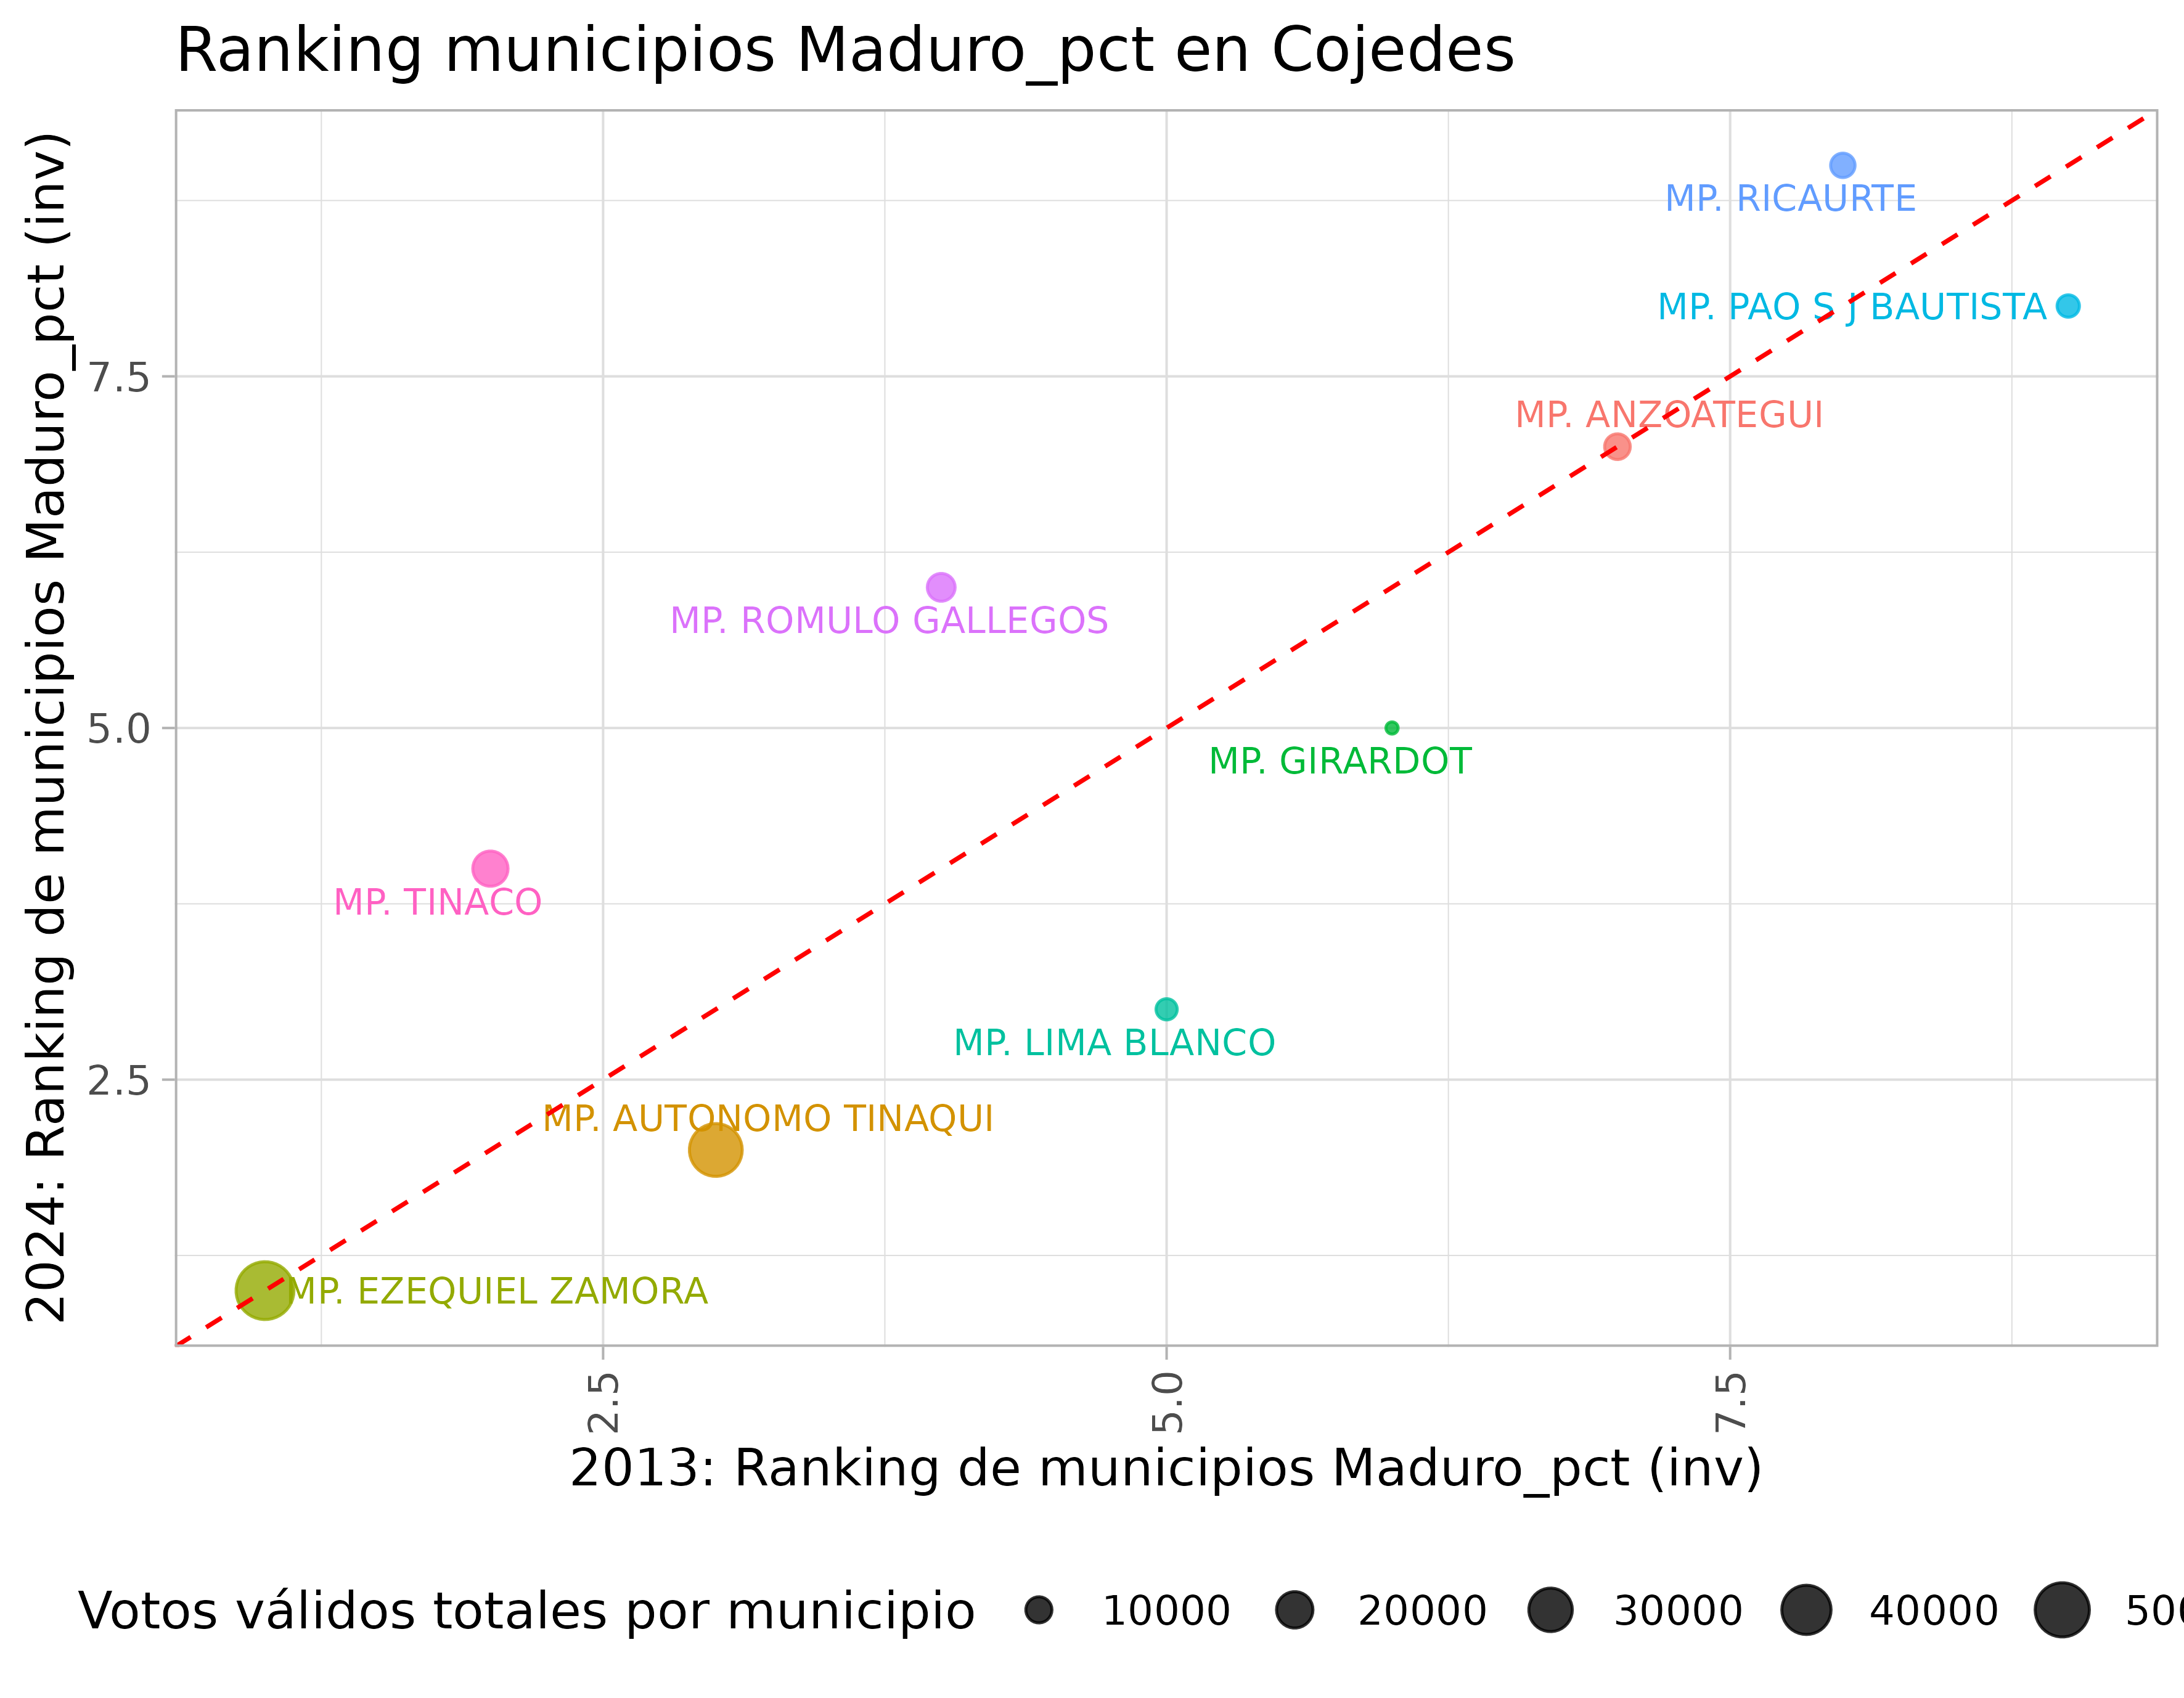 Ranking municipios Maduro_pct en Cojedes
2024: Ranking de municipios Maduro_pct (inv)
7.5
5.0
2.5
MP. RICAURTE
MP. PAO S J BAUTISTA
MP. ANZOATEGUI
MP. ROMULO GALLEGOS
MP. GIRARDOT
MP. TINACO
MP. LIMA BLANCO
MP. AUTONOMO TINAQUI
MP. EZEQUIEL ZAMORA
2.5
5.0
7.5
2013: Ranking de municipios Maduro_pct (inv)
Votos válidos totales por municipio 10000 20000 30000 40000